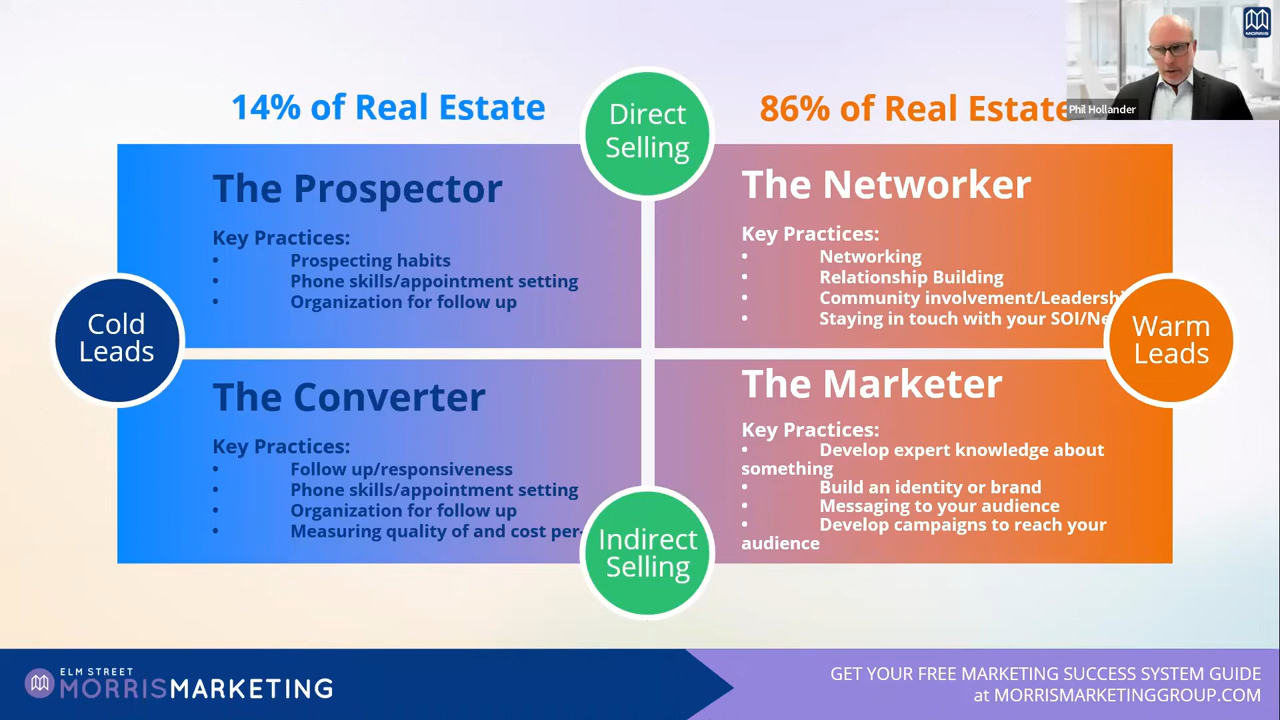 14% of Real Estate
Direct
Selling
86% of Real Estate
Phil Hollander
MORRIS
The Prospector
Key Practices:
• Prospecting habits
• Phone skills/appointment setting
• Organization for follow up
The Networker
Key Practices:
• Networking
• Relationship Building
• Community involvement/Leadershi
• Staying in touch with your SOI/Ne
Cold
Leads
Warm
Leads
The Converter
Key Practices:
• Follow up/responsiveness
• Phone skills/appointment setting
• Organization for follow up
• Measuring quality of and cost per-
The Marketer
Key Practices:
• Develop expert knowledge about
something
• Build an identity or brand
• Messaging to your audience
• Develop campaigns to reach your
audience
Indirect
Selling
ELM STREET
MORRISMARKETING
GET YOUR FREE MARKETING SUCCESS SYSTEM GUIDE
at MORRISMARKETINGGROUP.COM